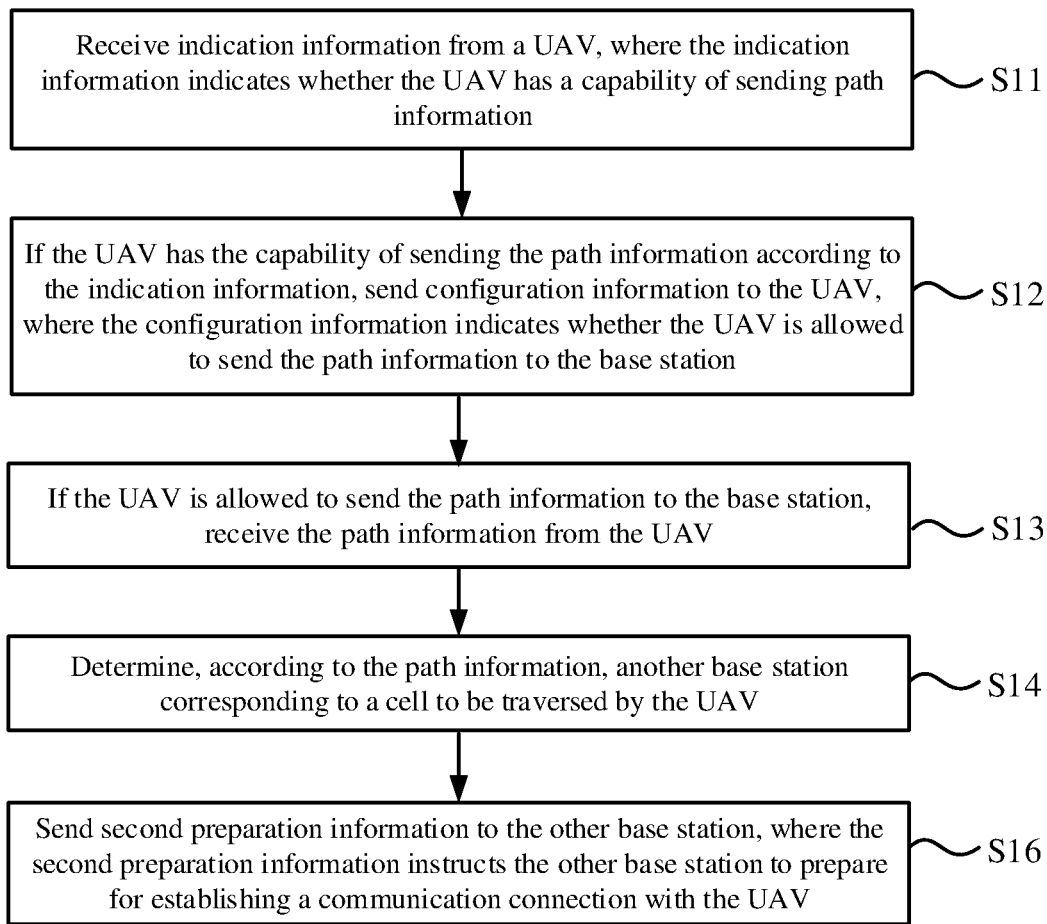 Receive indication information from a UAV, where the indication
information indicates whether the UAV has a capability of sending path
information
S11
If the UAV has the capability of sending the path information according to
the indication information, send configuration information to the UAV,
where the configuration information indicates whether the UAV is allowed
to send the path information to the base station
S12
If the UAV is allowed to send the path information to the base station,
receive the path information from the UAV
S13
Determine, according to the path information, another base station
corresponding to a cell to be traversed by the UAV
S14
Send second preparation information to the other base station, where the
second preparation information instructs the other base station to prepare
for establishing a communication connection with the UAV
S16